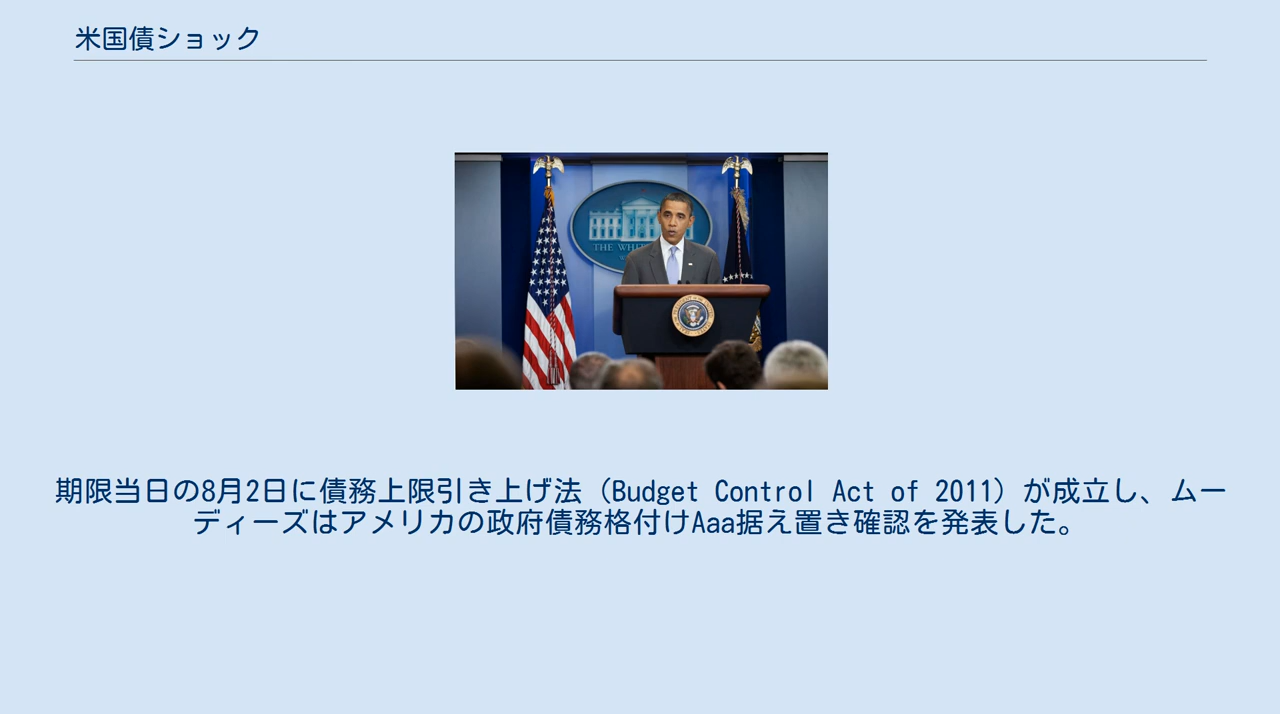 米国債ショック
THE WHI
期限当日の8月2日に債務上限引き上げ法（Budget Control Act of 2011）が成立し、ムー
ディーズはアメリカの政府債務格付けAaa据え置き確認を発表した。